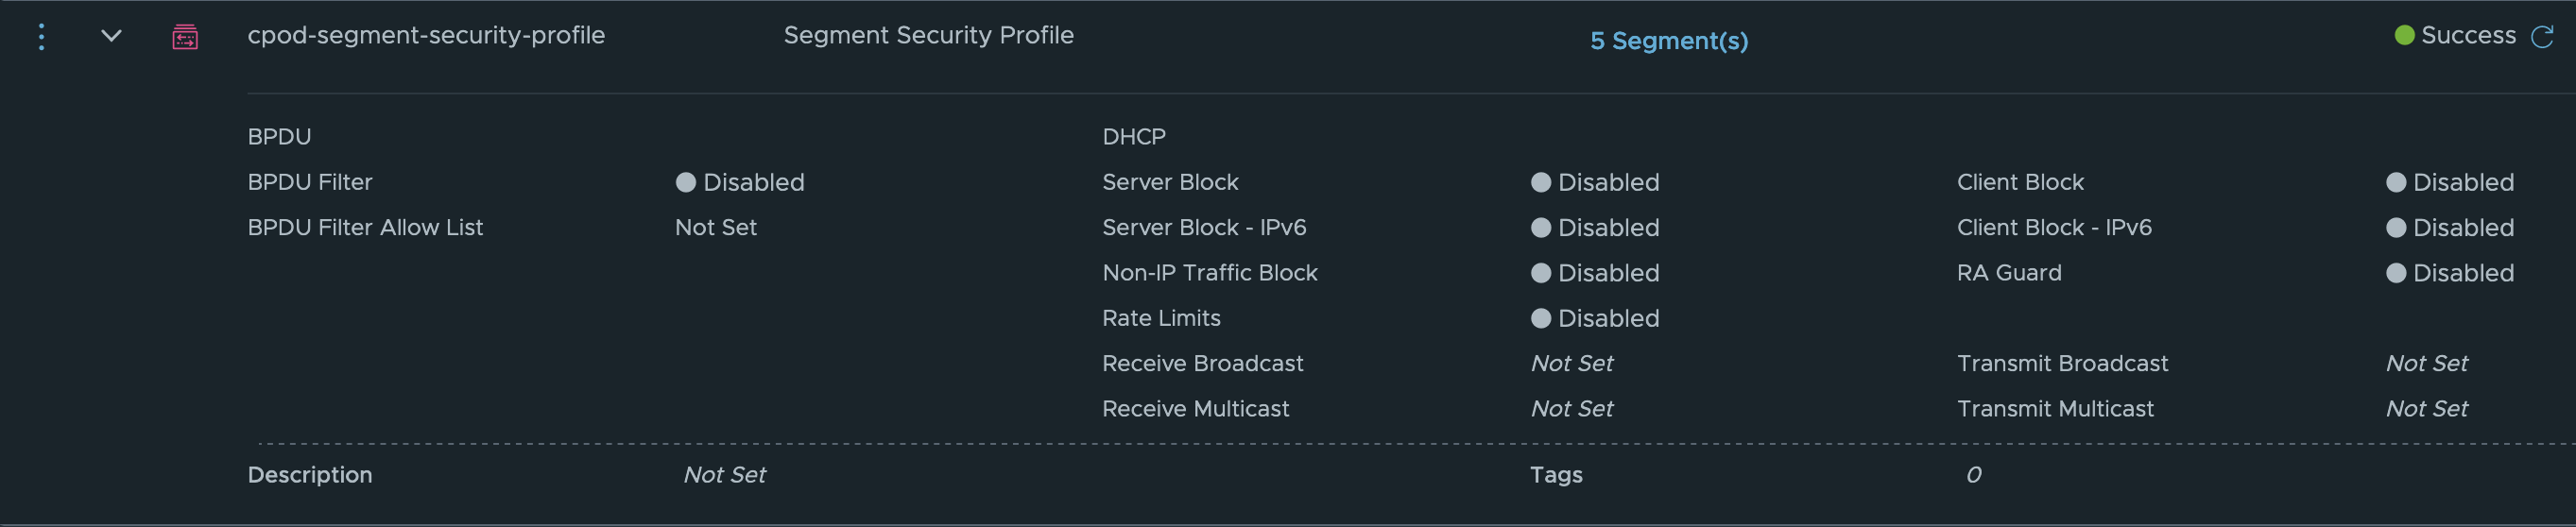 cpod-segment-security-profile Segment Security Profile 5 Segment(s) Success
BPDU DHCP
BPDU Filter Disabled Server Block Disabled Client Block Disabled
BPDU Filter Allow List Not Set Server Block - IPv6 Disabled Client Block - IPv6 Disabled
Non-IP Traffic Block Disabled RA Guard Disabled
Rate Limits Disabled
Receive Broadcast Not Set Transmit Broadcast Not Set
Receive Multicast Not Set Transmit Multicast Not Set
Description Not Set Tags 0